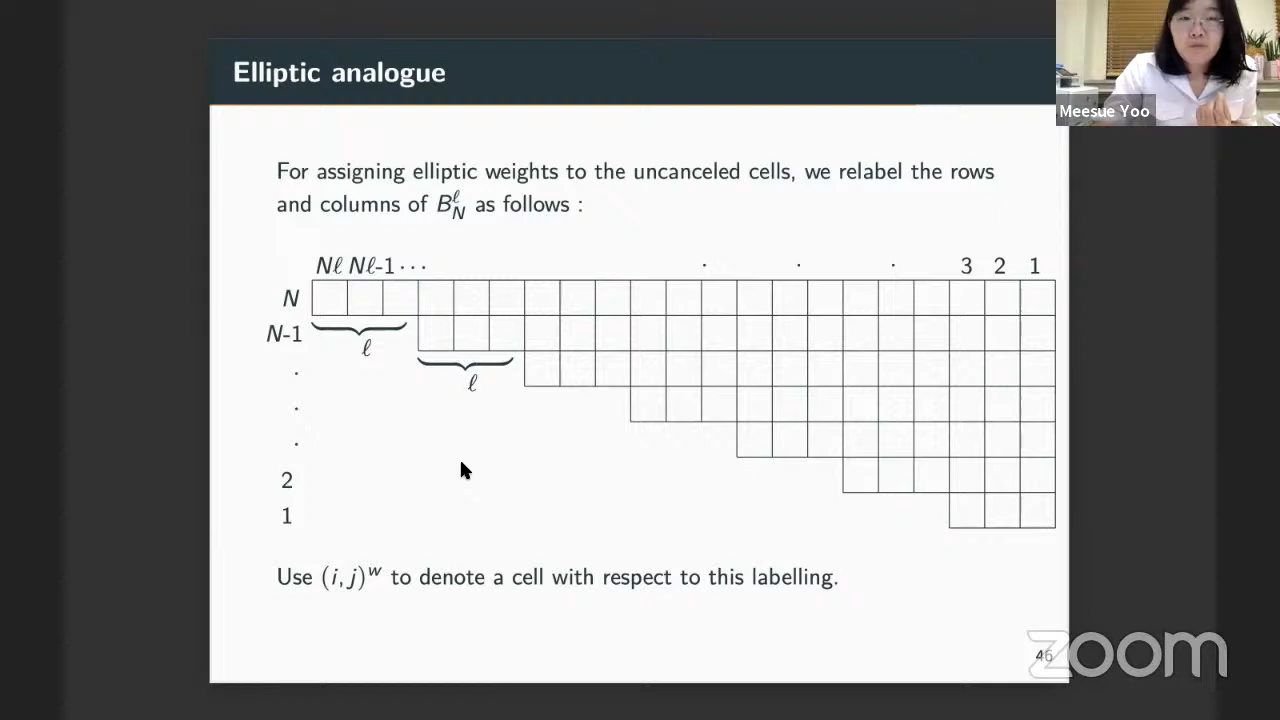 Elliptic analogue
Meesue Yoo
For assigning elliptic weights to the uncanceled cells, we relabel the rows
and columns of B_N^ℓ as follows :
Nℓ Nℓ-1 · · · · · · 3 2 1
N
N-1
ℓ
·
ℓ
·
·
2
1
Use (i, j)^w to denote a cell with respect to this labelling.
46
zoom